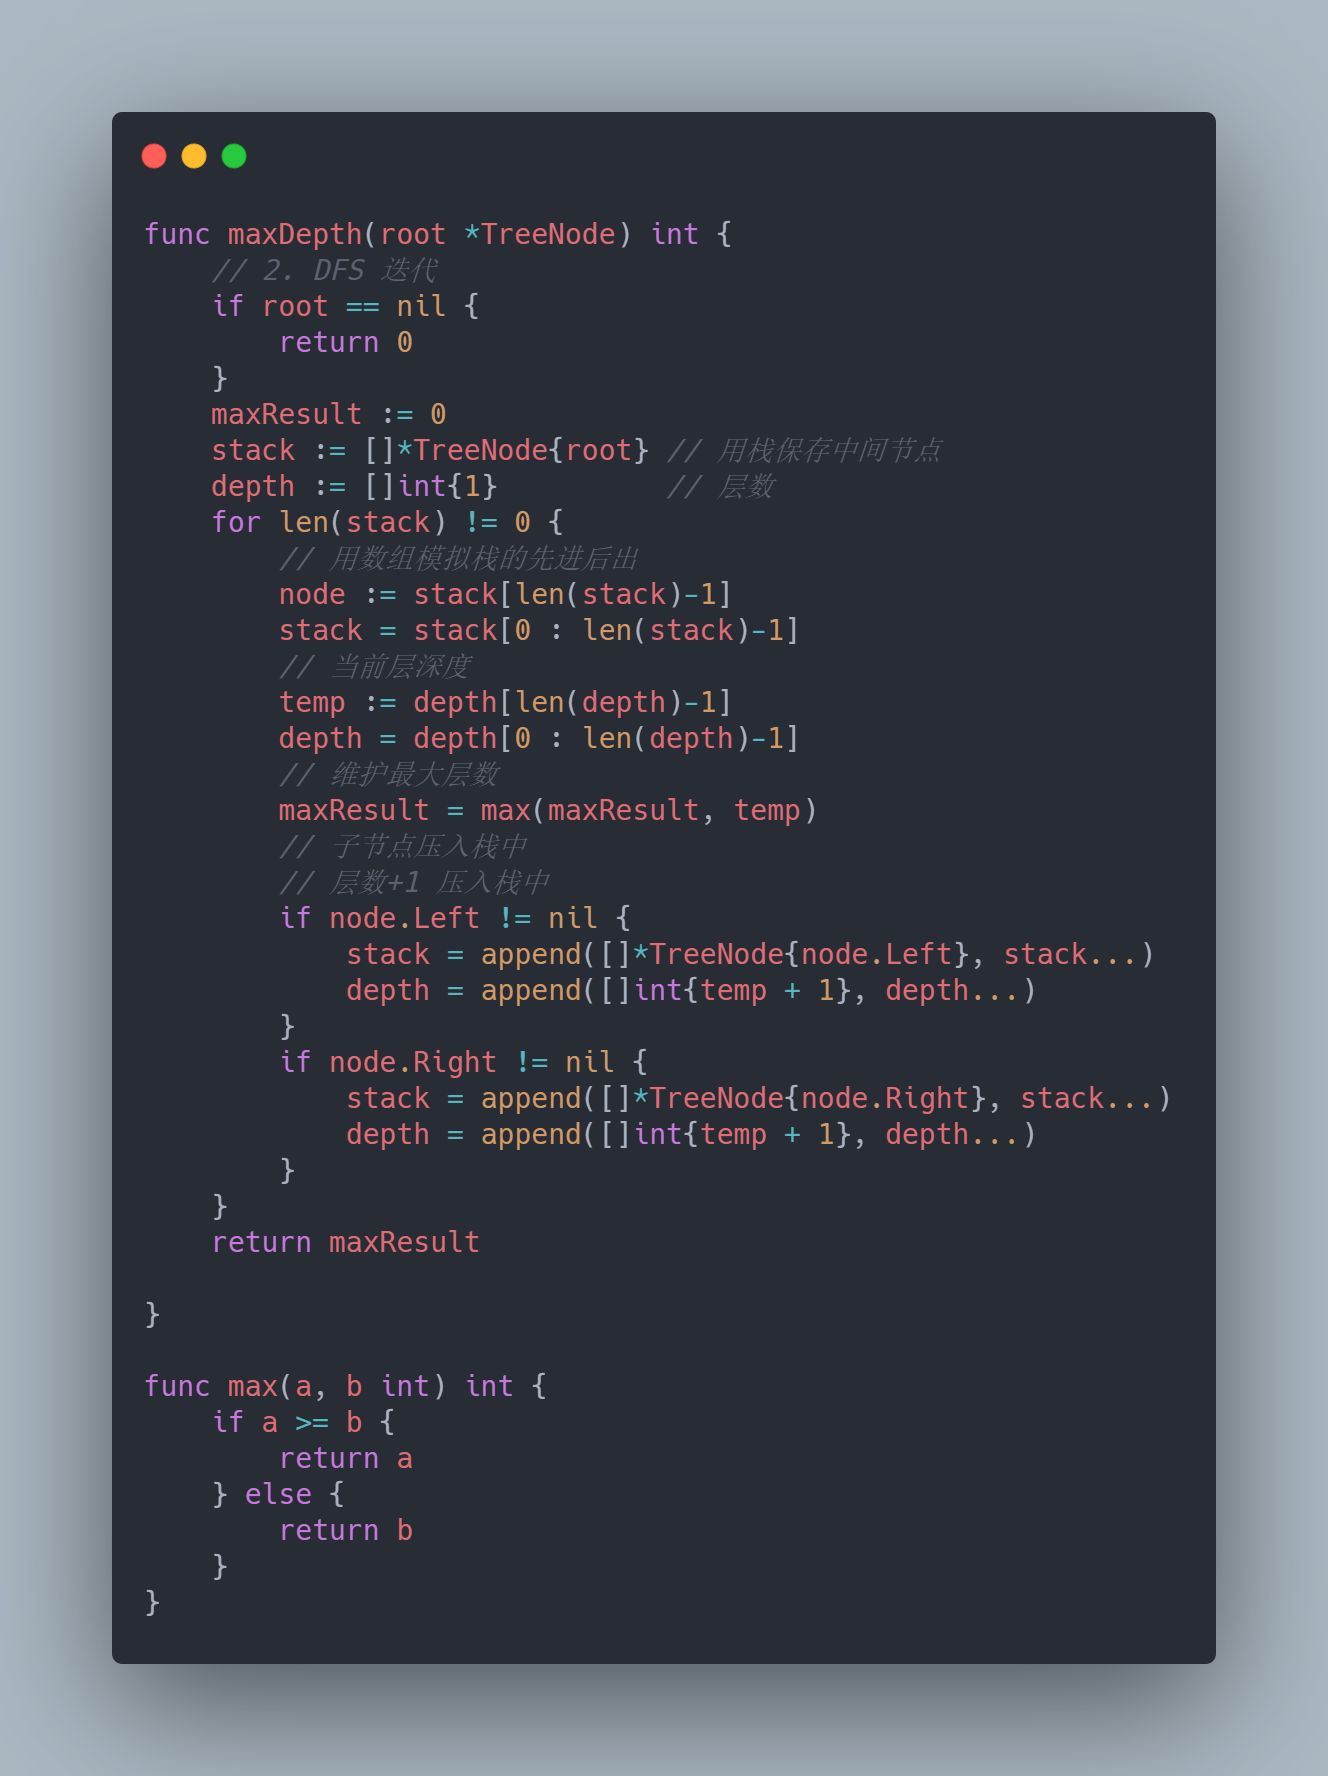 func maxDepth(root *TreeNode) int {
    // 2. DFS 迭代
    if root == nil {
        return 0
    }
    maxResult := 0
    stack := []*TreeNode{root} // 用栈保存中间节点
    depth := []int{1}          // 层数
    for len(stack) != 0 {
        // 用数组模拟栈的先进后出
        node := stack[len(stack)-1]
        stack = stack[0 : len(stack)-1]
        // 当前层深度
        temp := depth[len(depth)-1]
        depth = depth[0 : len(depth)-1]
        // 维护最大层数
        maxResult = max(maxResult, temp)
        // 子节点压入栈中
        // 层数+1 压入栈中
        if node.Left != nil {
            stack = append([]*TreeNode{node.Left}, stack...)
            depth = append([]int{temp + 1}, depth...)
        }
        if node.Right != nil {
            stack = append([]*TreeNode{node.Right}, stack...)
            depth = append([]int{temp + 1}, depth...)
        }
    }
    return maxResult

}

func max(a, b int) int {
    if a >= b {
        return a
    } else {
        return b
    }
}